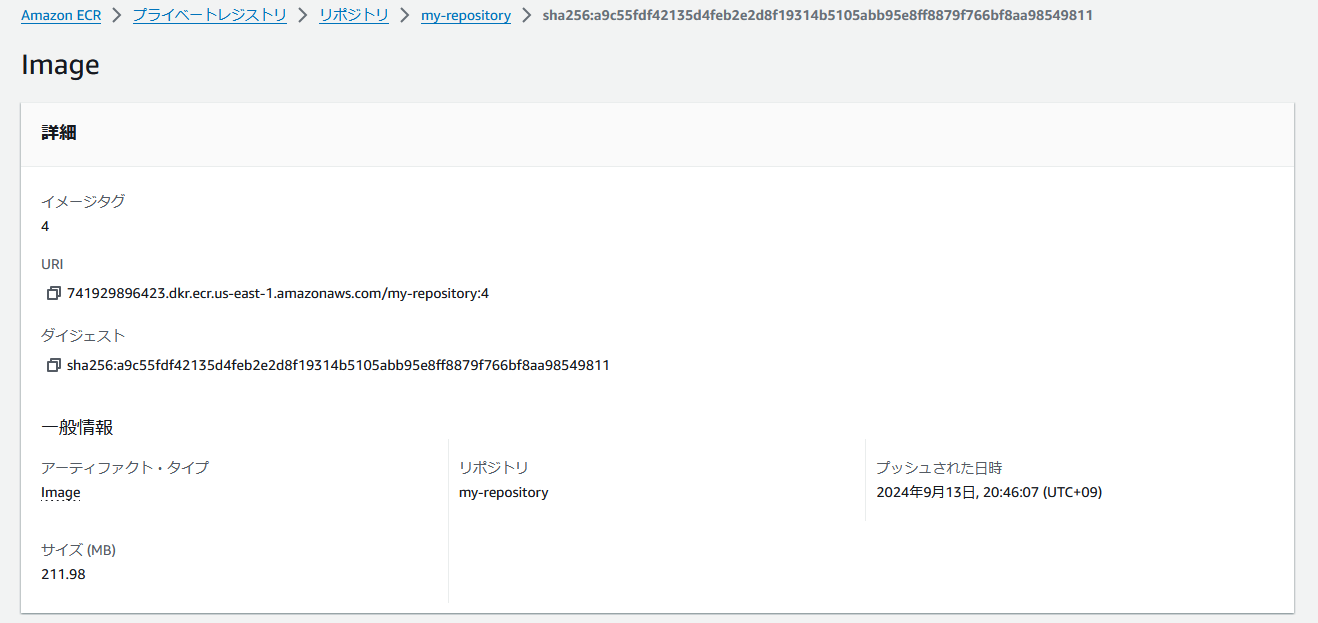 Amazon ECR > プライベートレジストリ > リポジトリ > my-repository > sha256:a9c55fdf42135d4feb2e2d8f19314b5105abb95e8ff8879f766bf8aa98549811
Image
詳細
イメージタグ
4
URI
741929896423.dkr.ecr.us-east-1.amazonaws.com/my-repository:4
ダイジェスト
sha256:a9c55fdf42135d4feb2e2d8f19314b5105abb95e8ff8879f766bf8aa98549811
一般情報
アーティファクト・タイプ
Image
リポジトリ
my-repository
プッシュされた日時
2024年9月13日, 20:46:07 (UTC+09)
サイズ (MB)
211.98